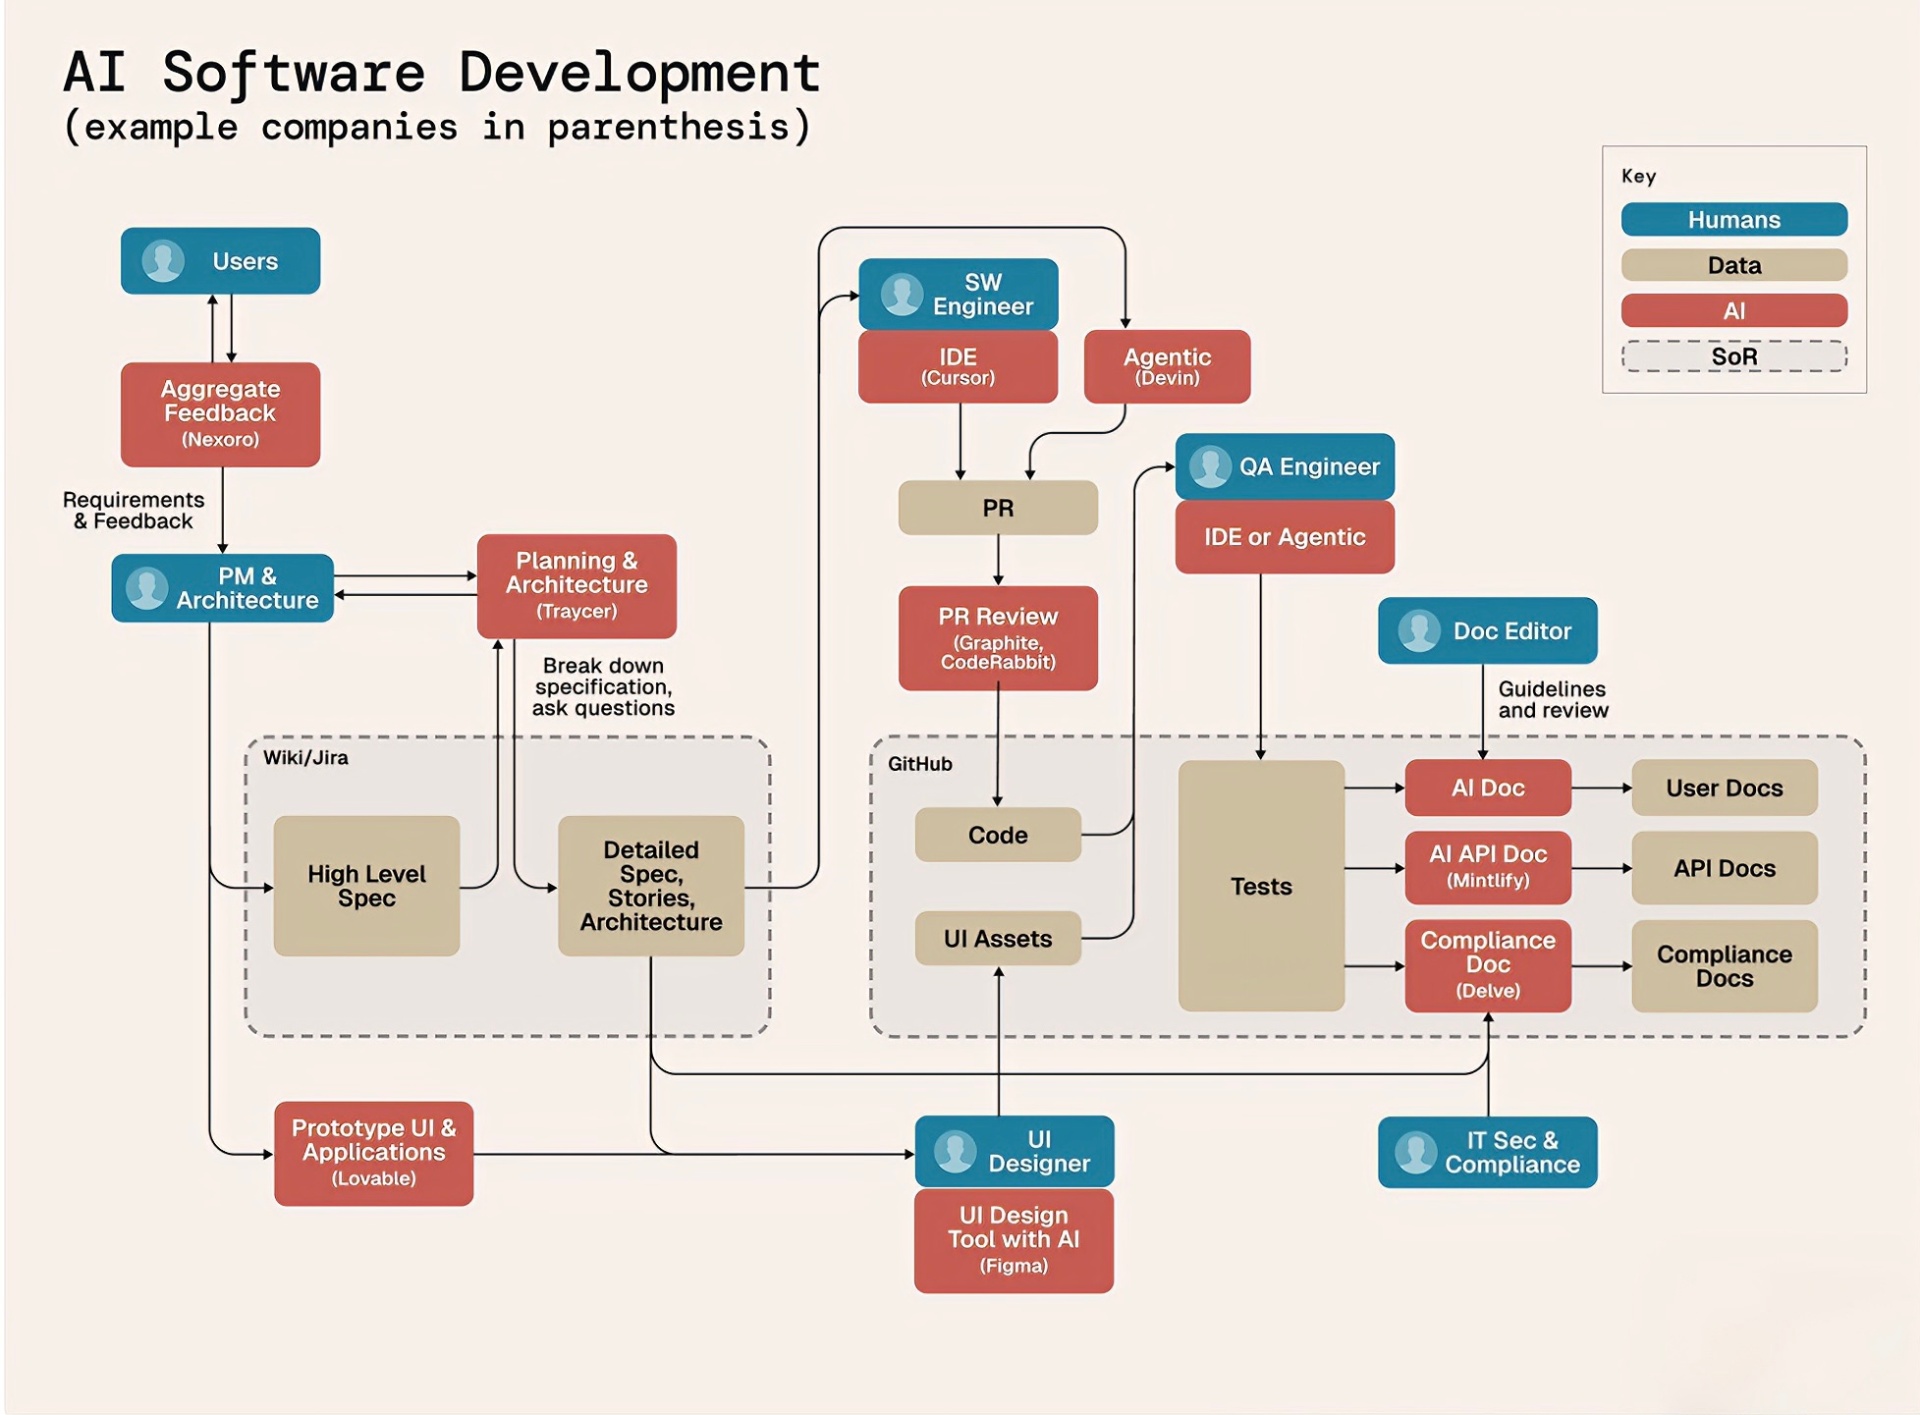 AI Software Development
(example companies in parenthesis)
Key
Humans
Data
AI
SoR
Users
Aggregate
Feedback
(Nexoro)
Requirements
& Feedback
PM &
Architecture
Planning &
Architecture
(Traycer)
Break down
specification,
ask questions
Wiki/Jira
High Level
Spec
Detailed
Spec,
Stories,
Architecture
Prototype UI &
Applications
(Lovable)
SW
Engineer
IDE
(Cursor)
Agentic
(Devin)
PR
PR Review
(Graphite,
CodeRabbit)
QA Engineer
IDE or Agentic
Doc Editor
Guidelines
and review
GitHub
Code
UI Assets
Tests
AI Doc
User Docs
AI API Doc
(Mintlify)
API Docs
Compliance
Doc
(Delve)
Compliance
Docs
UI
Designer
UI Design
Tool with AI
(Figma)
IT Sec &
Compliance